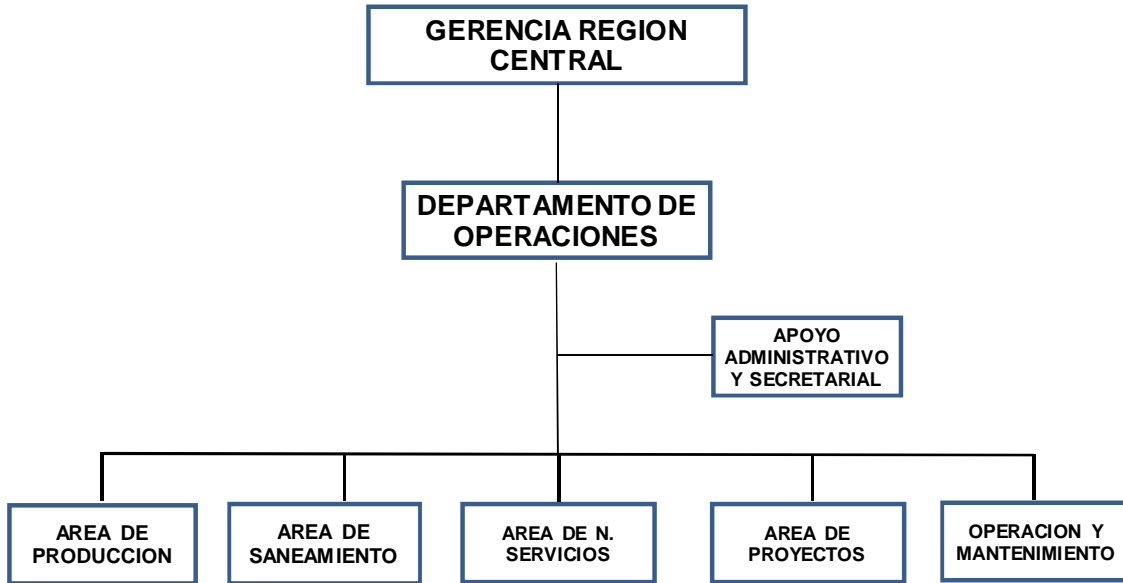 GERENCIA REGION
CENTRAL
DEPARTAMENTO DE
OPERACIONES
APOYO
ADMINISTRATIVO
Y SECRETARIAL
AREA DE
PRODUCCION
AREA DE
SANEAMIENTO
AREA DE N.
SERVICIOS
AREA DE
PROYECTOS
OPERACION Y
MANTENIMIENTO